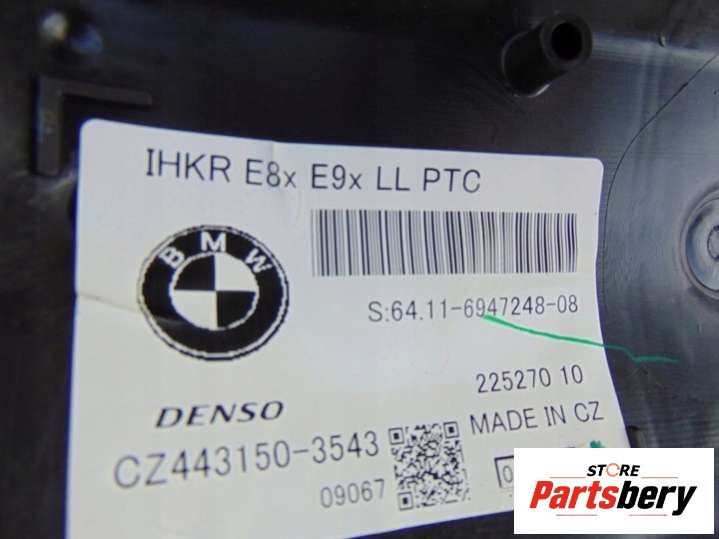 IHKR E8x E9x LL PTC
BMW
S:64.11-6947248-08
225270 10
DENSO
MADE IN CZ
CZ443150-3543
09067
STORE
Partsbery